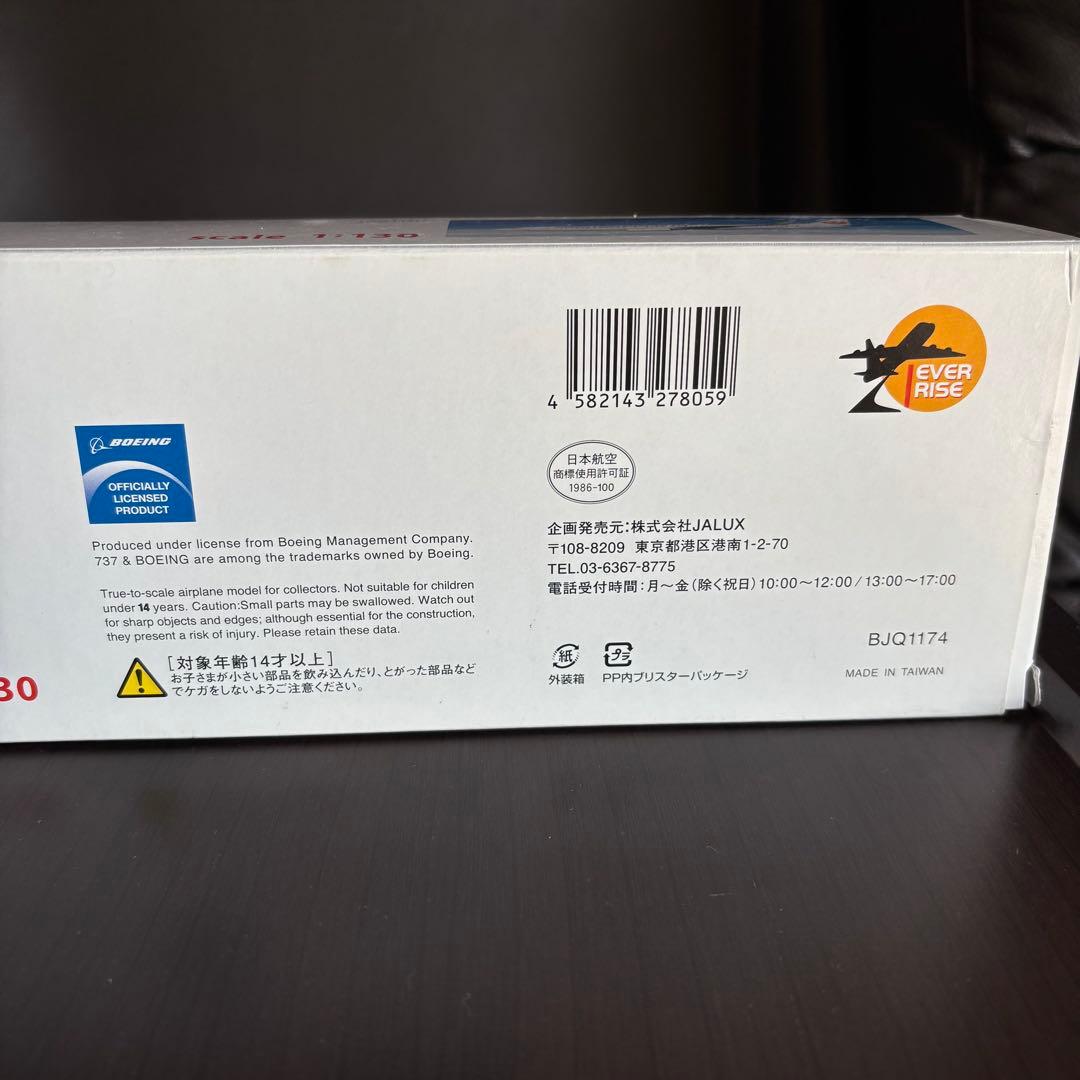 scale 1:130
4 582143 278059
EVER
RISE
BOEING
OFFICIALLY
LICENSED
PRODUCT
日本航空
商標使用許可証
1986-100
Produced under license from Boeing Management Company.
737 & BOEING are among the trademarks owned by Boeing.
企画発売元:株式会社JALUX
〒108-8209 東京都港区港南1-2-70
TEL.03-6367-8775
電話受付時間:月〜金(除く祝日)10:00〜12:00/13:00〜17:00
True-to-scale airplane model for collectors. Not suitable for children
under 14 years. Caution:Small parts may be swallowed. Watch out
for sharp objects and edges; although essential for the construction,
they present a risk of injury. Please retain these data.
[対象年齢14才以上]
お子さまが小さい部品を飲み込んだり、とがった部品など
でケガをしないようご注意ください。
紙
外装箱
プラ
PP内ブリスターパッケージ
BJQ1174
MADE IN TAIWAN
30